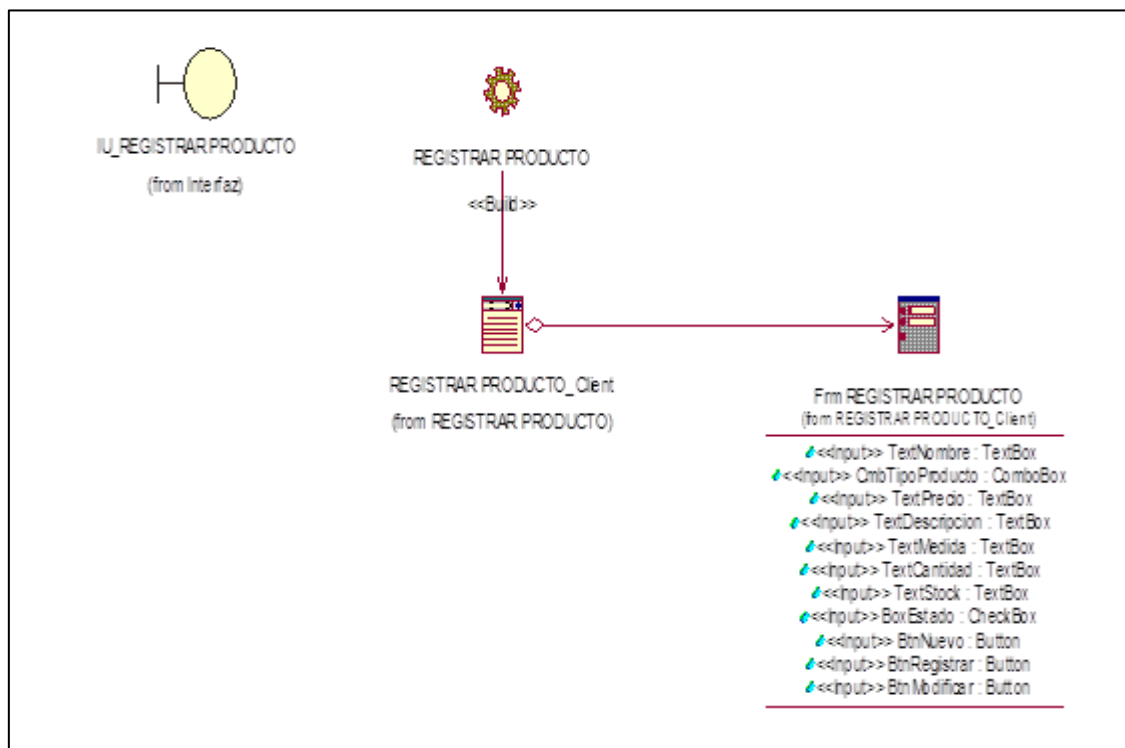 IU_REGISTRAR PRODUCTO
(from Interfaz)
REGISTRAR PRODUCTO
<<Build>>
REGISTRAR PRODUCTO_Client
(from REGISTRAR PRODUCTO)
Frm REGISTRAR PRODUCTO
(from REGISTRAR PRODUCTO_Client)
<<Input>> TextNombre : TextBox
<<Input>> CmbTipoProducto : ComboBox
<<Input>> TextPrecio : TextBox
<<Input>> TextDescripcion : TextBox
<<Input>> TextMedida : TextBox
<<Input>> TextCantidad : TextBox
<<Input>> TextStock : TextBox
<<Input>> BoxEstado : CheckBox
<<Input>> BtnNuevo : Button
<<Input>> BtnRegistrar : Button
<<Input>> BtnModificar : Button